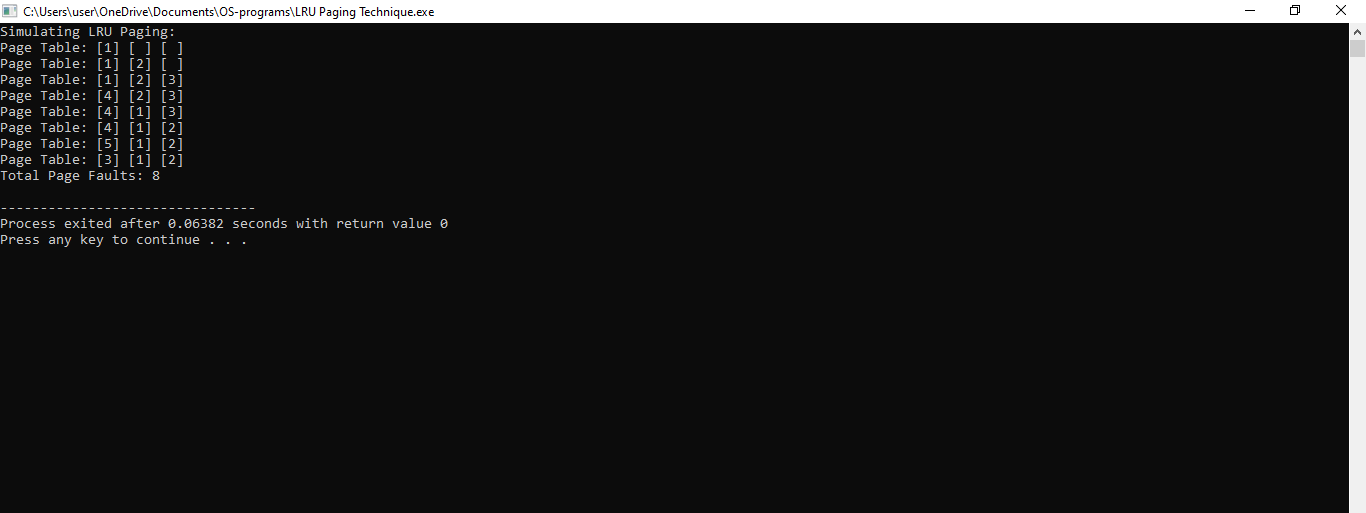 C:\Users\user\OneDrive\Documents\OS-programs\LRU Paging Technique.exe
Simulating LRU Paging:
Page Table: [1] [ ] [ ]
Page Table: [1] [2] [ ]
Page Table: [1] [2] [3]
Page Table: [4] [2] [3]
Page Table: [4] [1] [3]
Page Table: [4] [1] [2]
Page Table: [5] [1] [2]
Page Table: [3] [1] [2]
Total Page Faults: 8
--------------------------------
Process exited after 0.06382 seconds with return value 0
Press any key to continue . . .